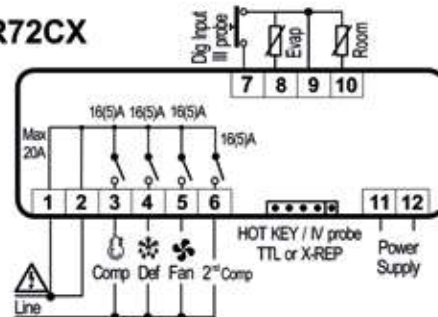 R72CX
Dig Input
III probe
Evap
Room
7 8 9 10
16(5)A 16(5)A 16(5)A
16(5)A
Max
20A
1 2 3 4 5 6
11 12
HOT KEY / IV probe
TTL or X-REP
Power
Supply
Comp Def Fan 2nd Comp
Line